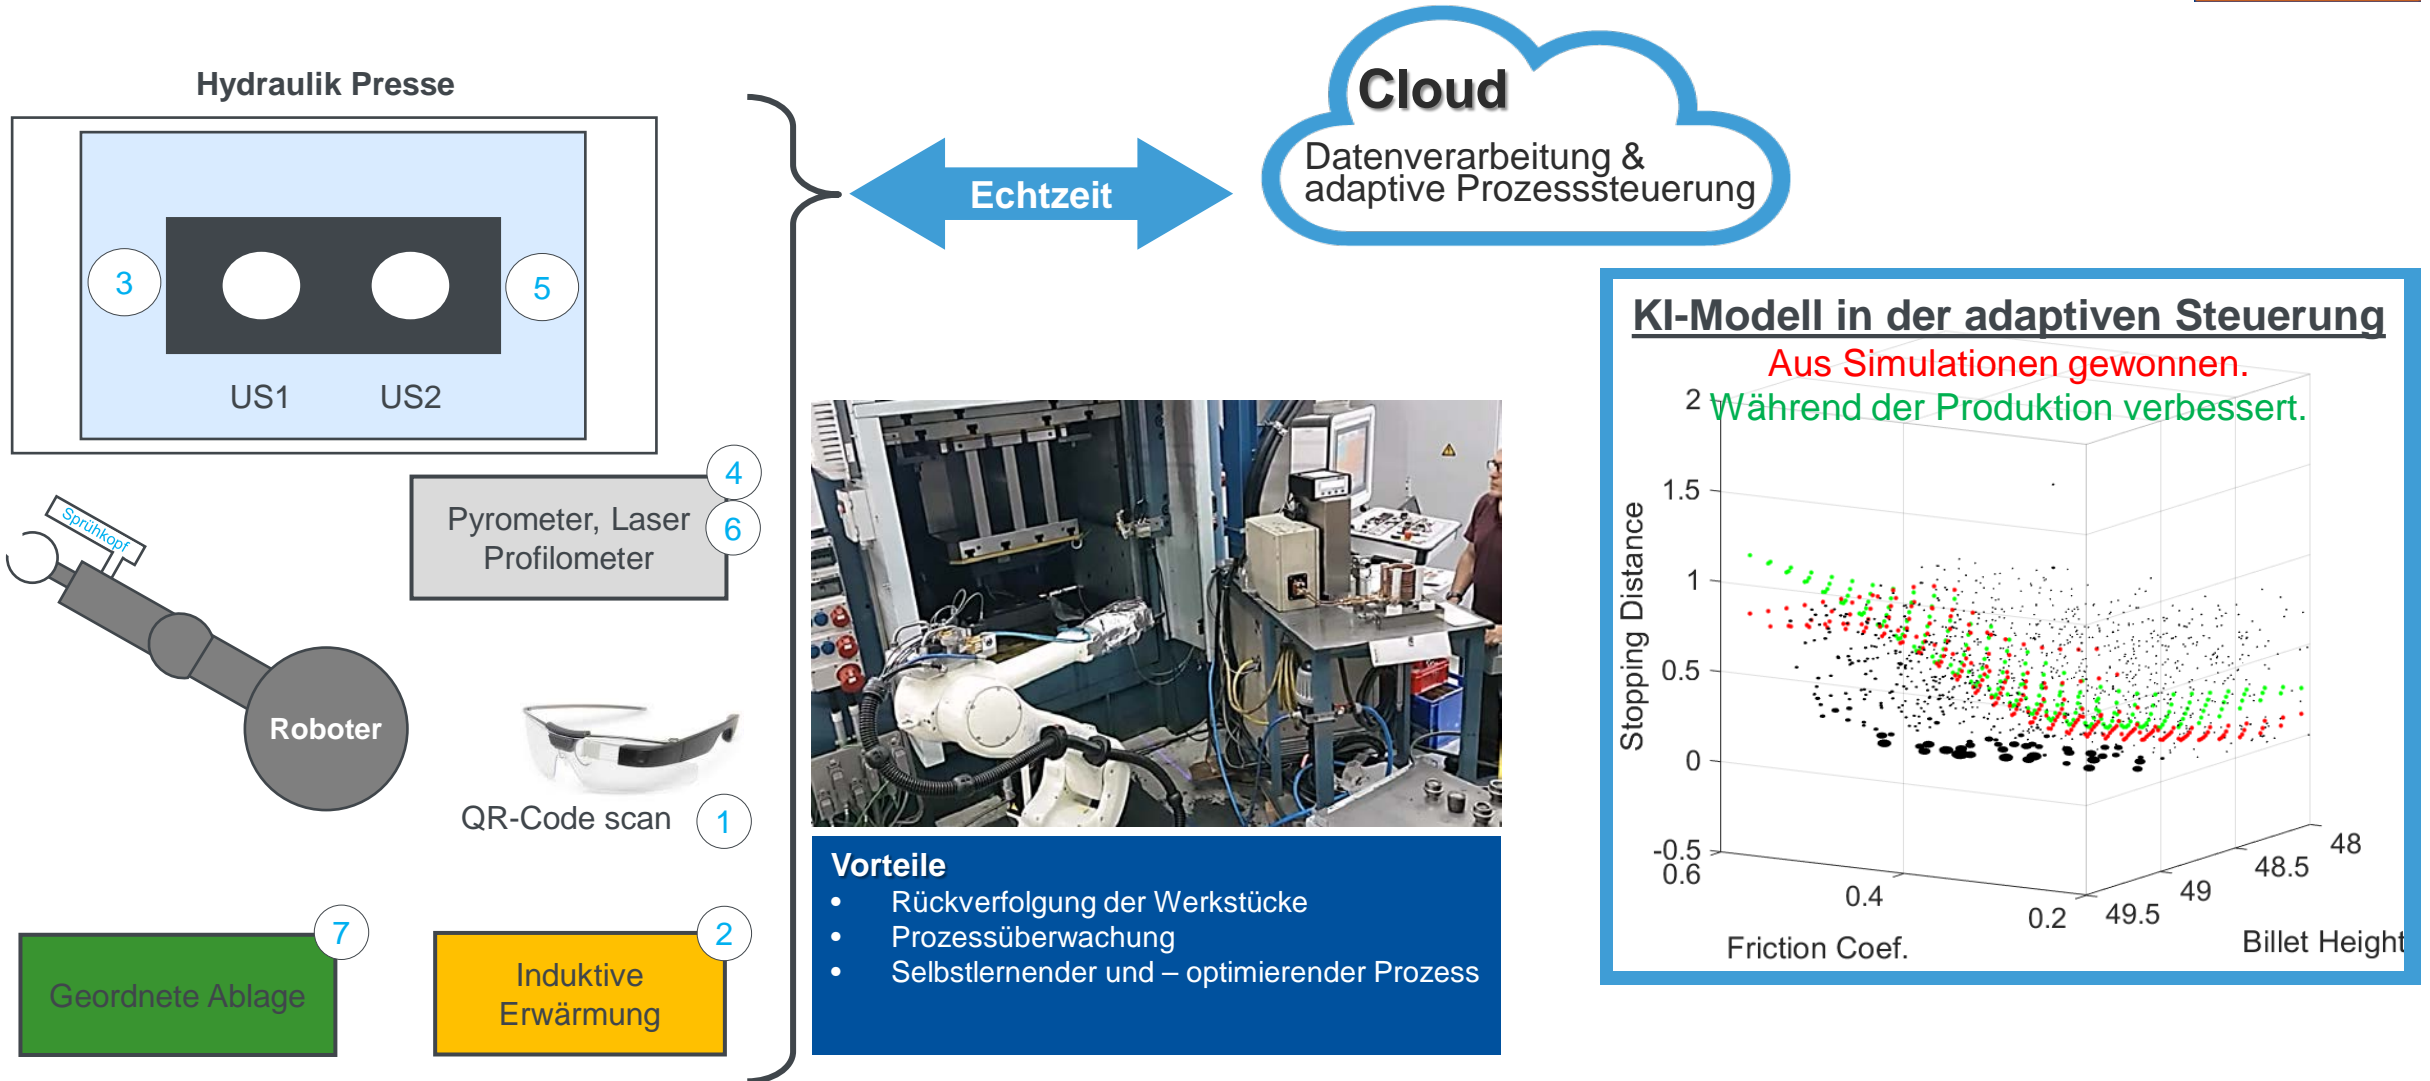 Hydraulik Presse
3
5
US1
US2
4
Pyrometer, Laser
6
Profilometer
Sprühkopf
Roboter
QR-Code scan
1
7
Geordnete Ablage
2
Induktive
Erwärmung
Echtzeit
Cloud
Datenverarbeitung &
adaptive Prozesssteuerung
Vorteile
• Rückverfolgung der Werkstücke
• Prozessüberwachung
• Selbstlernender und – optimierender Prozess
KI-Modell in der adaptiven Steuerung
Aus Simulationen gewonnen.
Während der Produktion verbessert.
2
1.5
1
0.5
0
-0.5
Stopping Distance
0.6
0.4
0.2
Friction Coef.
49.5
49
48.5
48
Billet Height